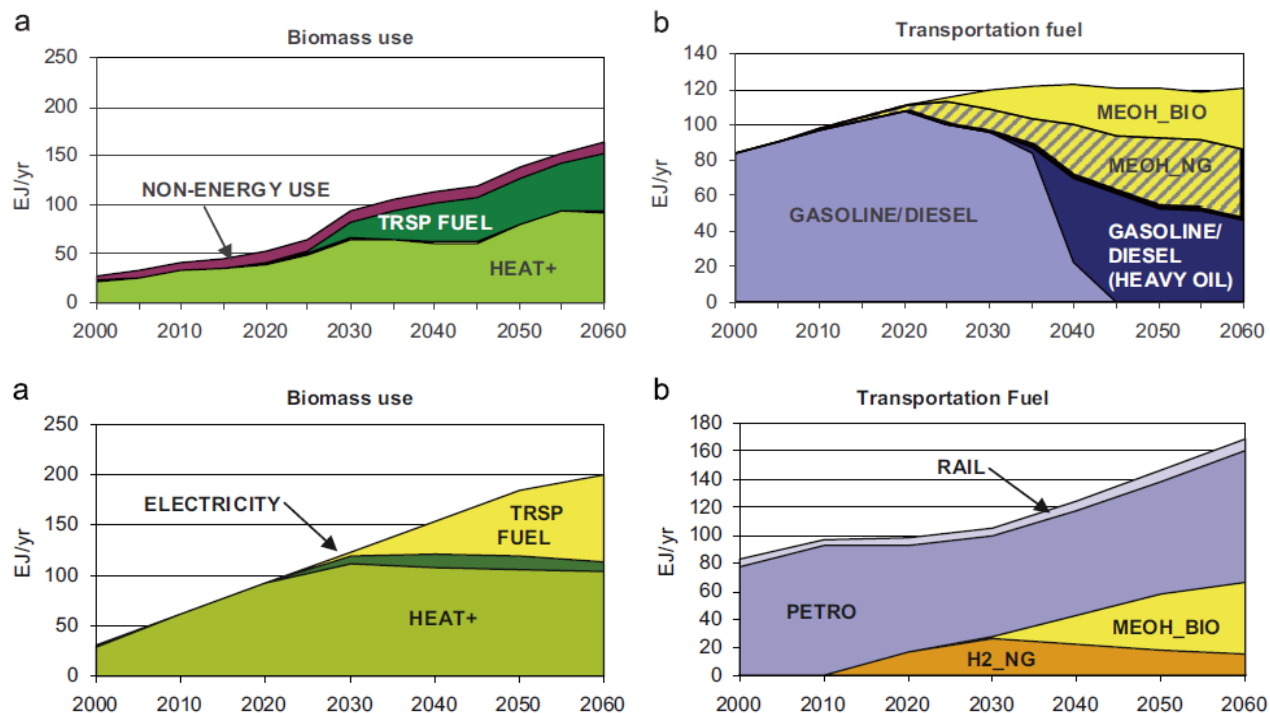 a
Biomass use
250
200
150
100
50
0
EJ/yr
NON-ENERGY USE
TRSP FUEL
HEAT+
2000 2010 2020 2030 2040 2050 2060
b
Transportation fuel
140
120
100
80
60
40
20
0
EJ/yr
MEOH_BIO
MEOH_NG
GASOLINE/DIESEL
GASOLINE/
DIESEL
(HEAVY OIL)
2000 2010 2020 2030 2040 2050 2060
a
Biomass use
250
200
150
100
50
0
EJ/yr
ELECTRICITY
TRSP
FUEL
HEAT+
2000 2010 2020 2030 2040 2050 2060
b
Transportation Fuel
180
160
140
120
100
80
60
40
20
0
EJ/yr
RAIL
PETRO
MEOH_BIO
H2_NG
2000 2010 2020 2030 2040 2050 2060